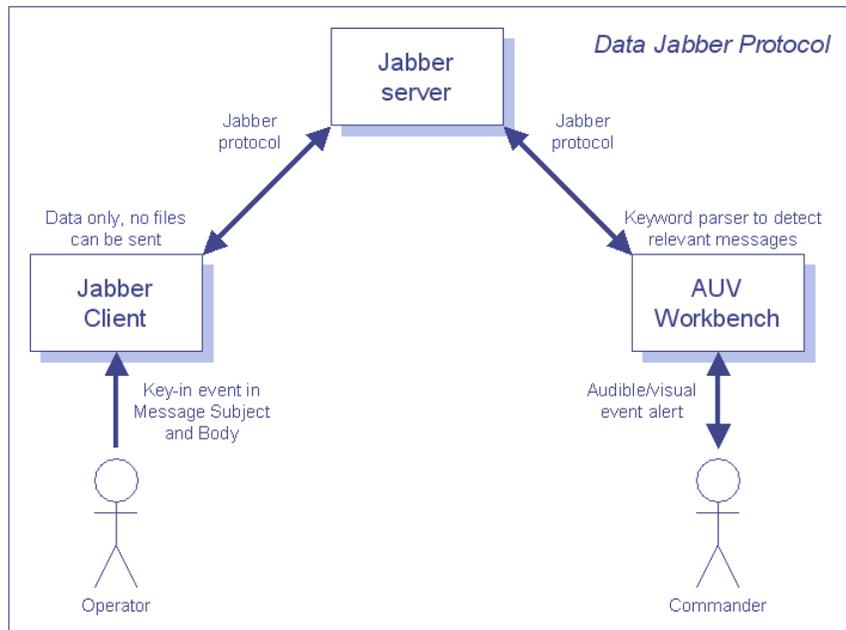 Data Jabber Protocol
Jabber
server
Jabber
protocol
Jabber
protocol
Data only, no files
can be sent
Keyword parser to detect
relevant messages
Jabber
Client
AUV
Workbench
Key-in event in
Message Subject
and Body
Audible/visual
event alert
Operator
Commander